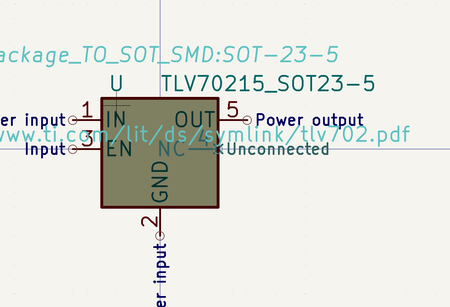 ackage_TO_SOT_SMD:SOT-23-5
U TLV70215_SOT23-5
er input 1 IN OUT 5 Power output
www.ti.com/lit/ds/symlink/tlv702.pdf
Input 3 EN NC 4 Unconnected
GND
2
er input